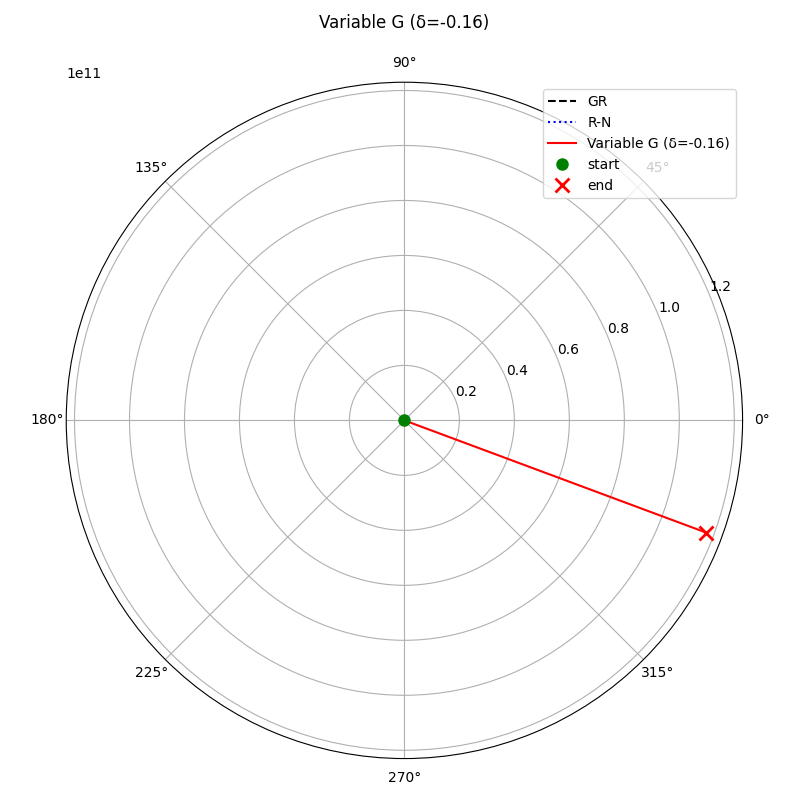 Variable G (δ=-0.16)
90°
1e11
GR
R-N
Variable G (δ=-0.16)
start
end
135°
45°
1.2
1.0
0.8
0.6
0.4
0.2
180°
0°
225°
315°
270°